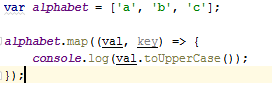 var alphabet = ['a', 'b', 'c'];
alphabet.map((val, key) => {
console.log(val.toUpperCase());
});